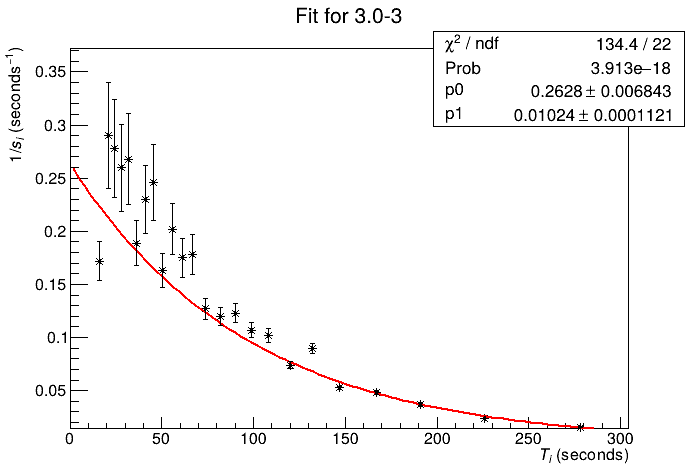 Fit for 3.0-3
χ² / ndf 134.4 / 22
Prob 3.913e−18
p0 0.2628 ± 0.006843
p1 0.01024 ± 0.0001121
1/sᵢ (seconds⁻¹)
0.35
0.3
0.25
0.2
0.15
0.1
0.05
0 50 100 150 200 250 300
Tᵢ (seconds)